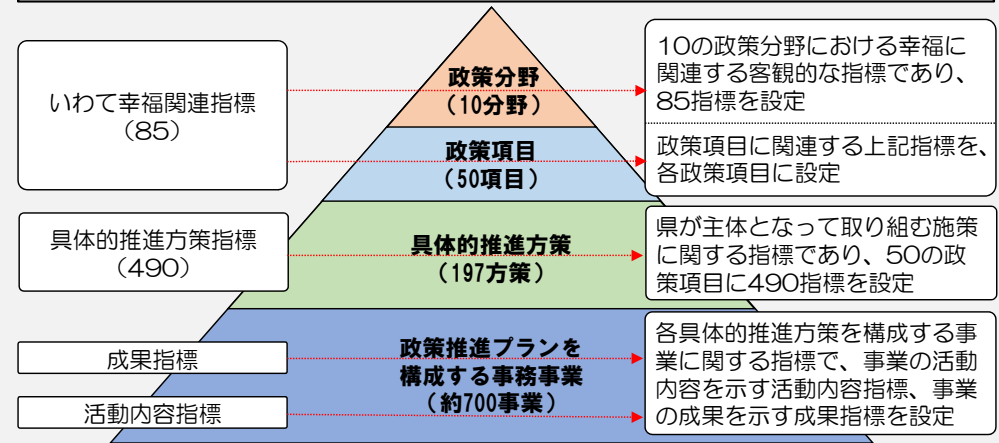 いわて幸福関連指標
（85）
政策分野
（10分野）
10の政策分野における幸福に
関連する客観的な指標であり、
85指標を設定
政策項目
（50項目）
政策項目に関連する上記指標を、
各政策項目に設定
具体的推進方策指標
（490）
具体的推進方策
（197方策）
県が主体となって取り組む施策
に関する指標であり、50の政
策項目に490指標を設定
成果指標
活動内容指標
政策推進プランを
構成する事務事業
（約700事業）
各具体的推進方策を構成する事
業に関する指標で、事業の活動
内容を示す活動内容指標、事業
の成果を示す成果指標を設定